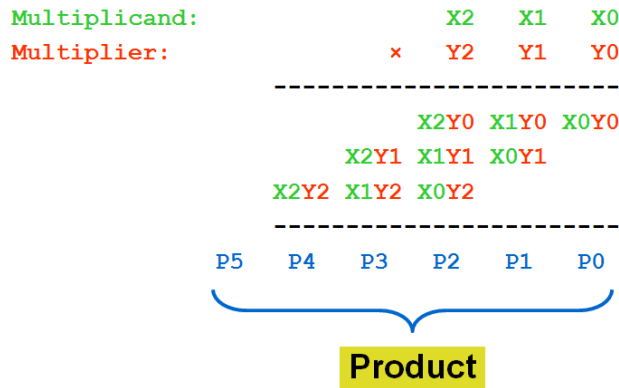 Multiplicand: X2 X1 X0
Multiplier: × Y2 Y1 Y0
------------------------
X2Y0 X1Y0 X0Y0
X2Y1 X1Y1 X0Y1
X2Y2 X1Y2 X0Y2
------------------------
P5 P4 P3 P2 P1 P0
Product